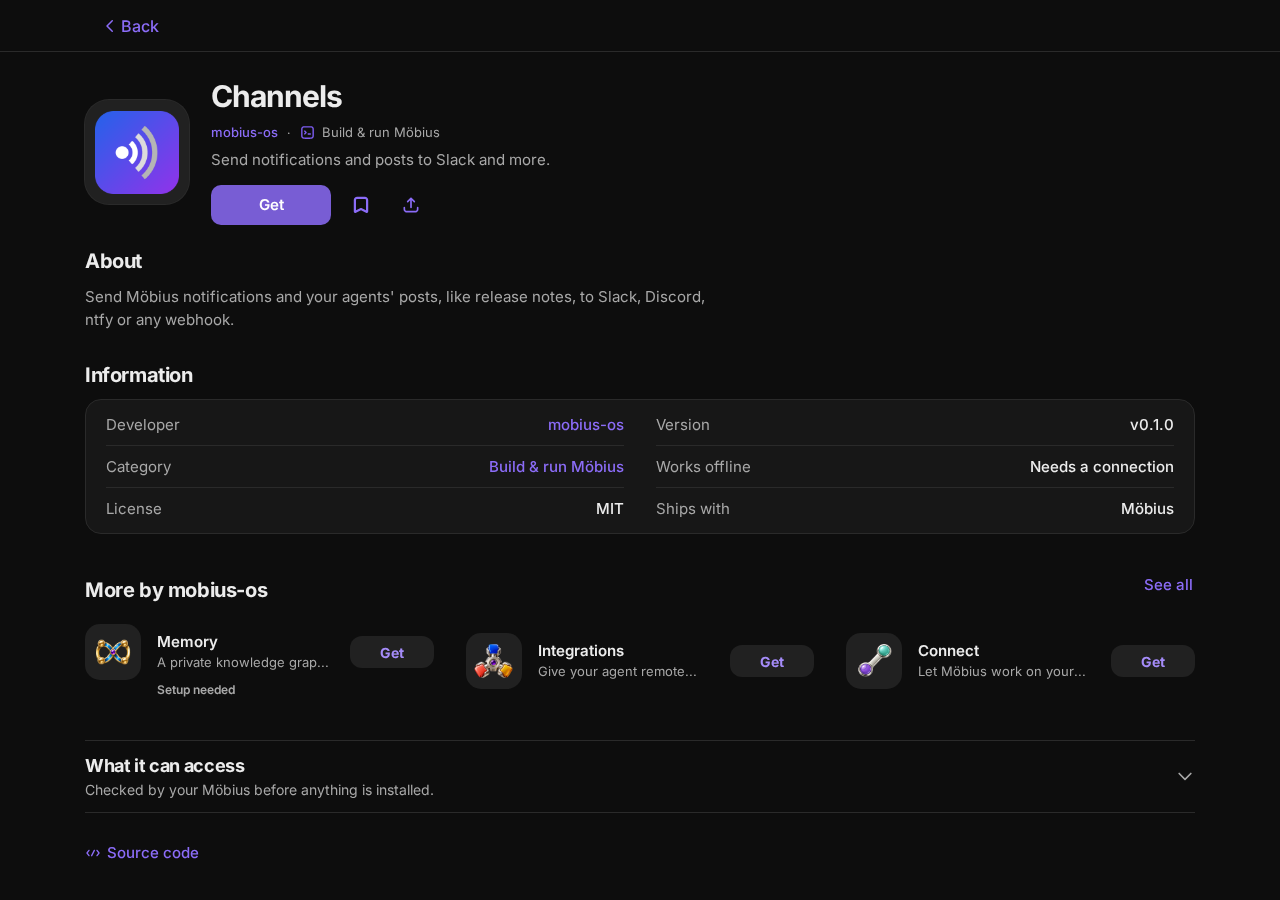 Back
Channels
mobius-os · Build & run Möbius
Send notifications and posts to Slack and more.
Get
About
Send Möbius notifications and your agents' posts, like release notes, to Slack, Discord,
ntfy or any webhook.
Information
Developer mobius-os Version v0.1.0
Category Build & run Möbius Works offline Needs a connection
License MIT Ships with Möbius
More by mobius-os See all
Memory
A private knowledge grap...
Setup needed
Get
Integrations
Give your agent remote...
Get
Connect
Let Möbius work on your...
Get
What it can access
Checked by your Möbius before anything is installed.
Source code